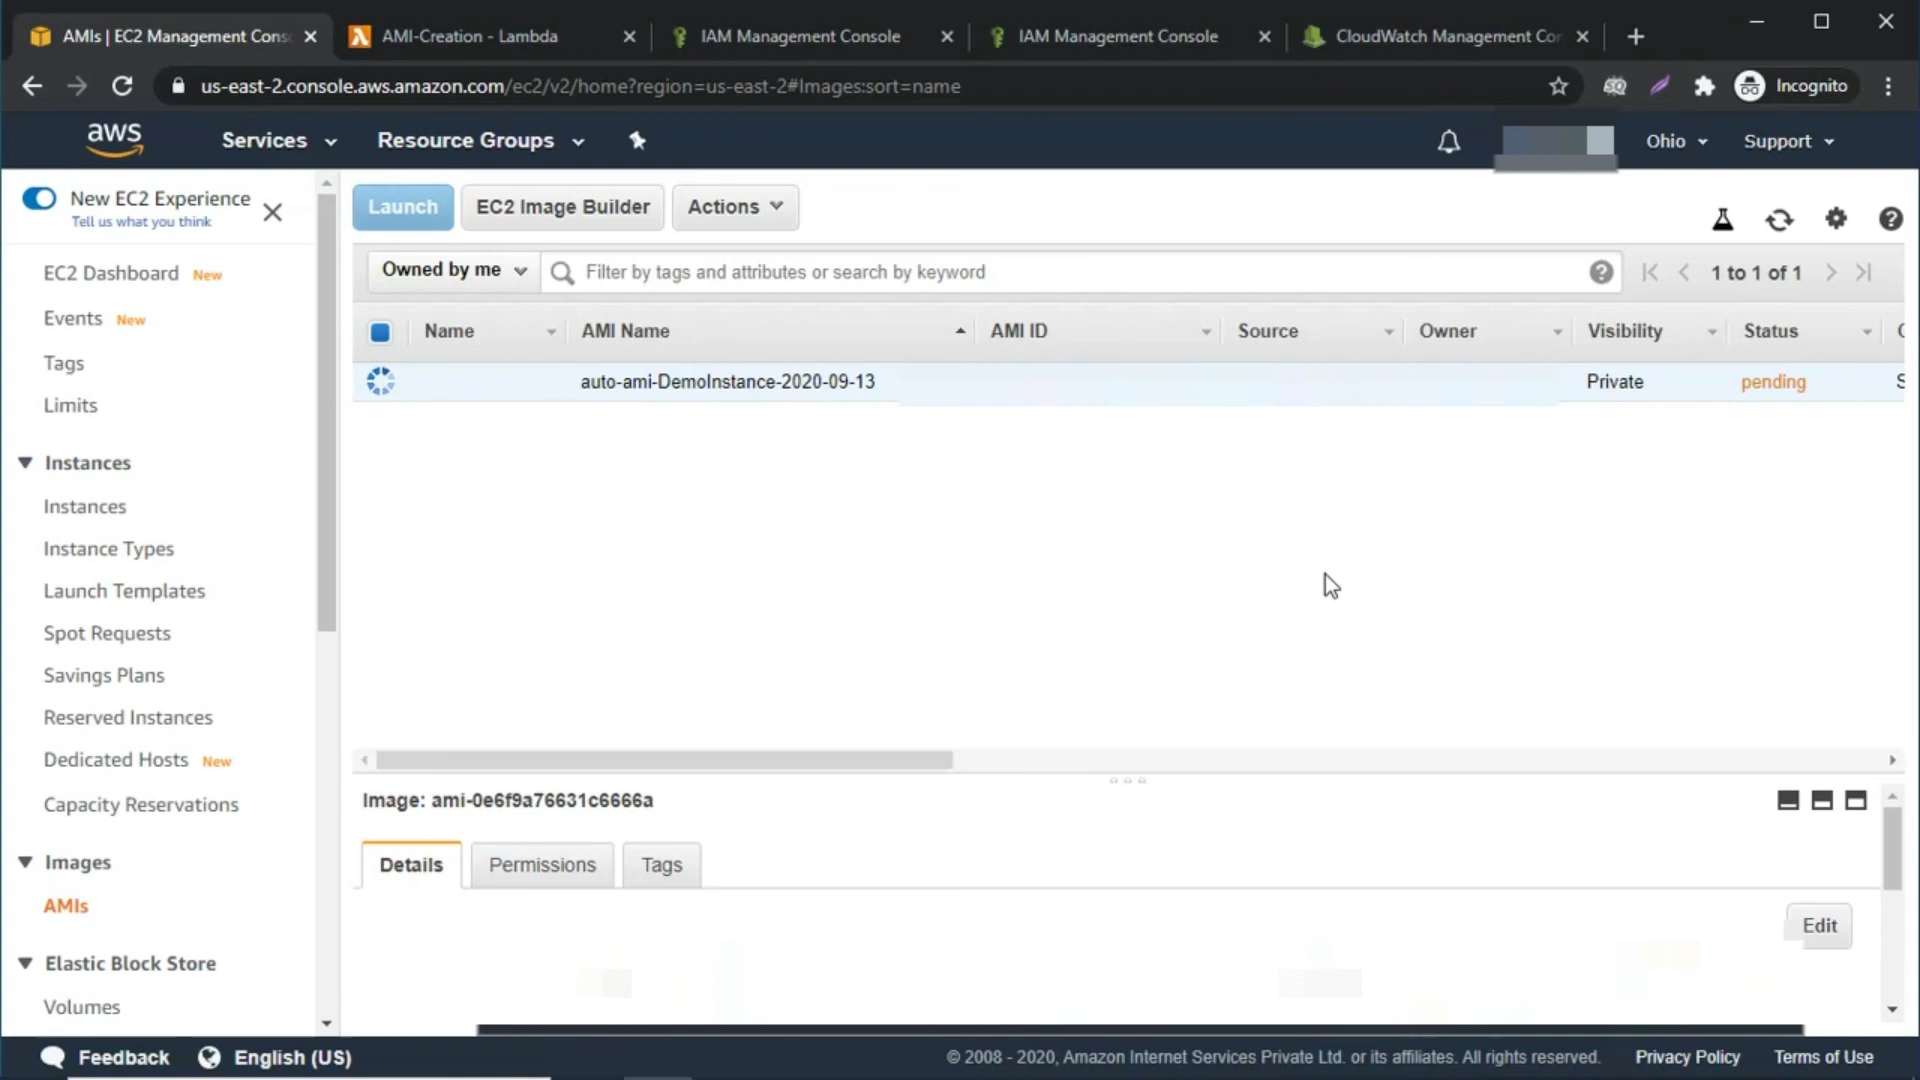 AMIs | EC2 Management Cons
AMI-Creation - Lambda
IAM Management Console
IAM Management Console
CloudWatch Management Cor
us-east-2.console.aws.amazon.com/ec2/v2/home?region=us-east-2#Images:sort=name
Incognito
aws
Services
Resource Groups
Ohio
Support
New EC2 Experience
Tell us what you think
Launch
EC2 Image Builder
Actions
Owned by me
Filter by tags and attributes or search by keyword
1 to 1 of 1
Name
AMI Name
AMI ID
Source
Owner
Visibility
Status
auto-ami-DemoInstance-2020-09-13
Private
pending
EC2 Dashboard New
Events New
Tags
Limits
Instances
Instances
Instance Types
Launch Templates
Spot Requests
Savings Plans
Reserved Instances
Dedicated Hosts New
Capacity Reservations
Images
AMIs
Elastic Block Store
Volumes
Image: ami-0e6f9a76631c6666a
Details
Permissions
Tags
Edit
Feedback
English (US)
© 2008 - 2020, Amazon Internet Services Private Ltd. or its affiliates. All rights reserved.
Privacy Policy
Terms of Use